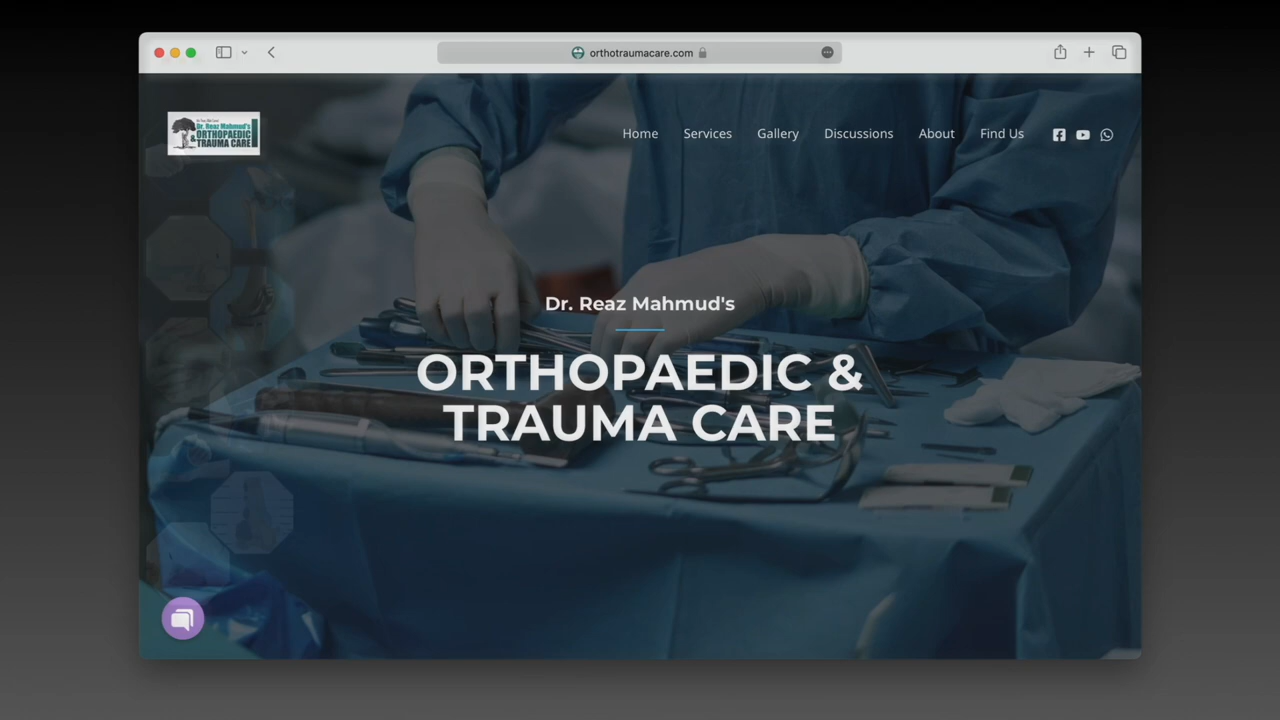 orthotraumacare.com
Dr. Reaz Mahmud's
ORTHOPAEDIC
& TRAUMA CARE
Home Services Gallery Discussions About Find Us
Dr. Reaz Mahmud's
ORTHOPAEDIC &
TRAUMA CARE